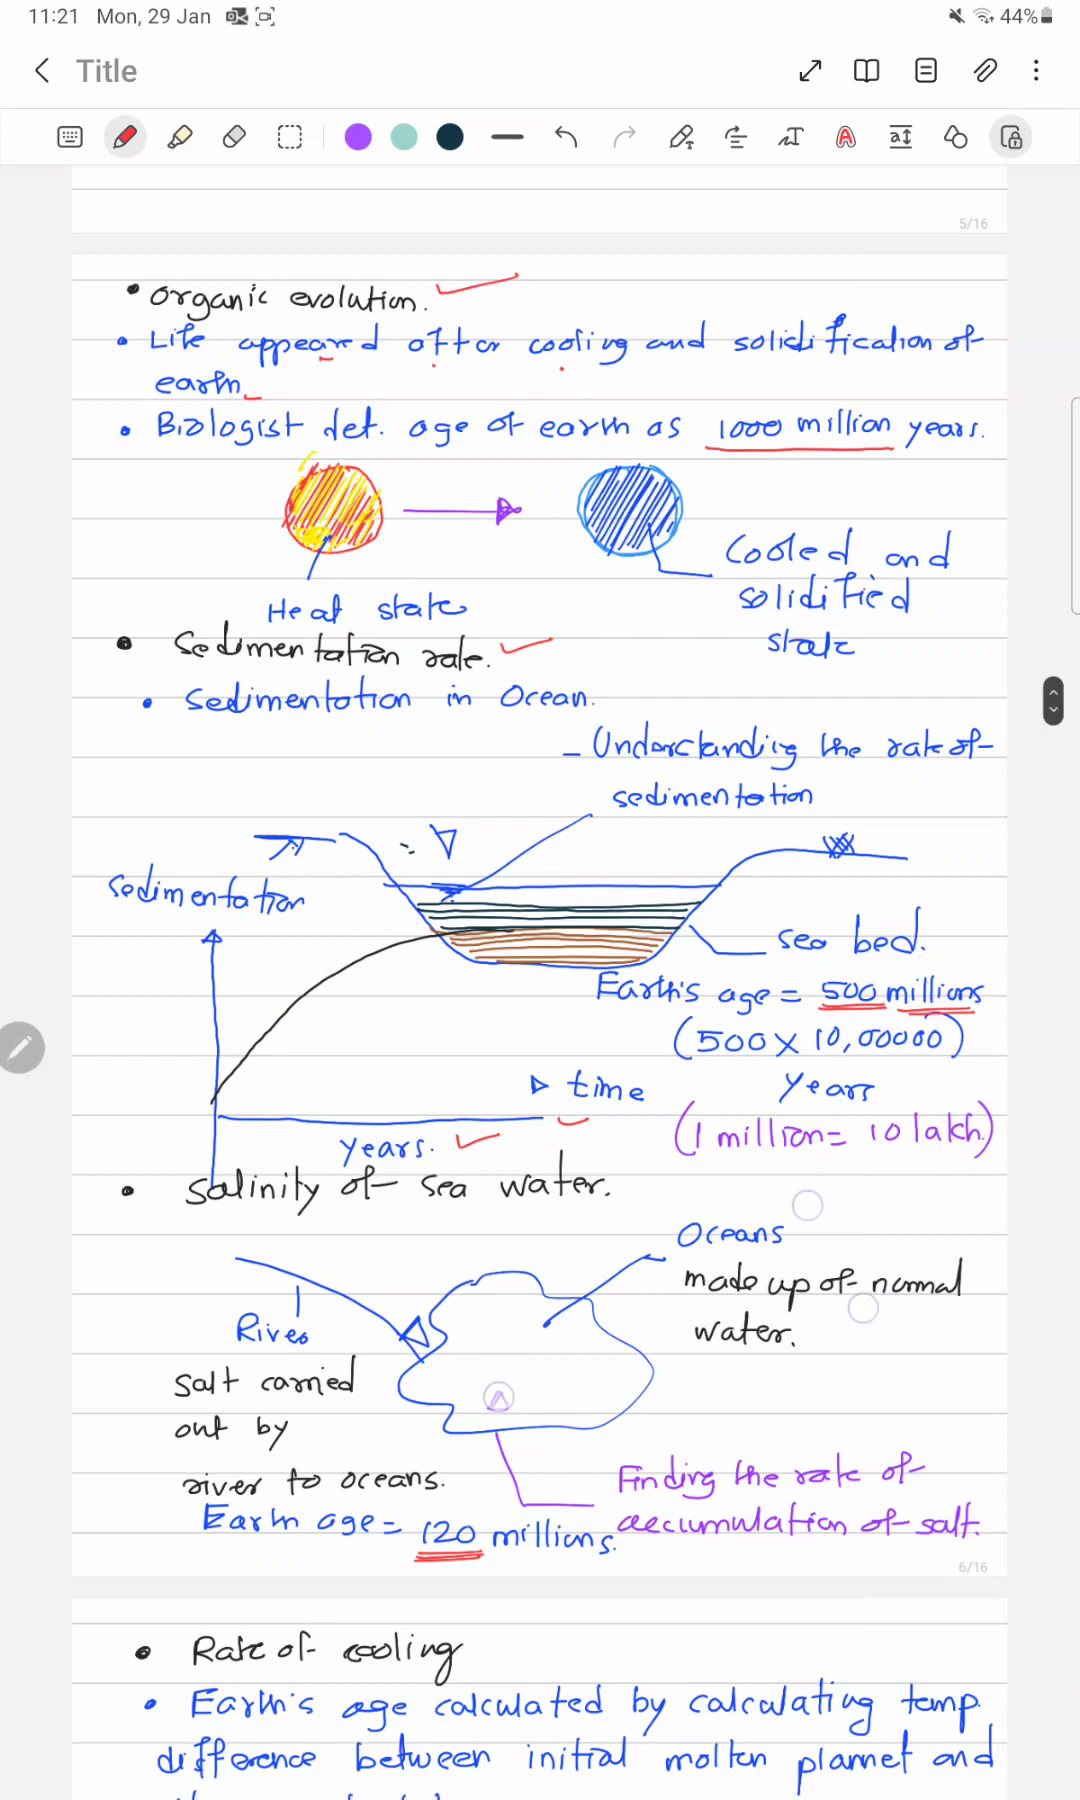 11:21 Mon, 29 Jan 44%
Title
5/16
• Organic evolution.
• Life appeared after cooling and solidification of
earth.
• Biologist det. age of earth as 1000 million years.
Heat state
Cooled and
solidified
state
• Sedimentation rate.
• Sedimentation in Ocean.
- Understanding the rate of
sedimentation
Sedimentation
sea bed.
Earth's age = 500 millions
(500 x 10,00000)
years
time
(1 million = 10 lakh.)
years.
• Salinity of sea water.
Oceans
made up of normal
water.
River
Salt carried
out by
river to oceans.
Finding the rate of
accumulation of salt.
Earth age = 120 millions.
6/16
• Rate of cooling
• Earth's age calculated by calculating temp
difference between initial molten plannet and